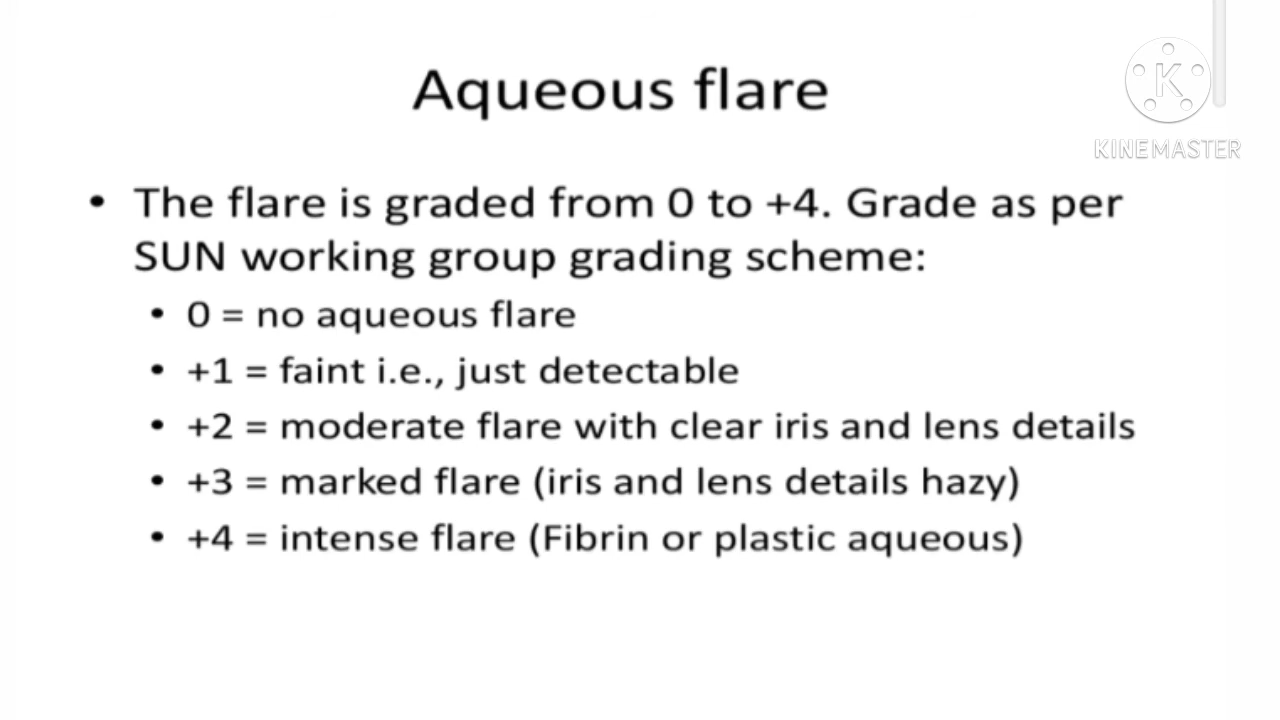 Aqueous flare
KINEMASTER
• The flare is graded from 0 to +4. Grade as per
SUN working group grading scheme:
• 0 = no aqueous flare
• +1 = faint i.e., just detectable
• +2 = moderate flare with clear iris and lens details
• +3 = marked flare (iris and lens details hazy)
• +4 = intense flare (Fibrin or plastic aqueous)